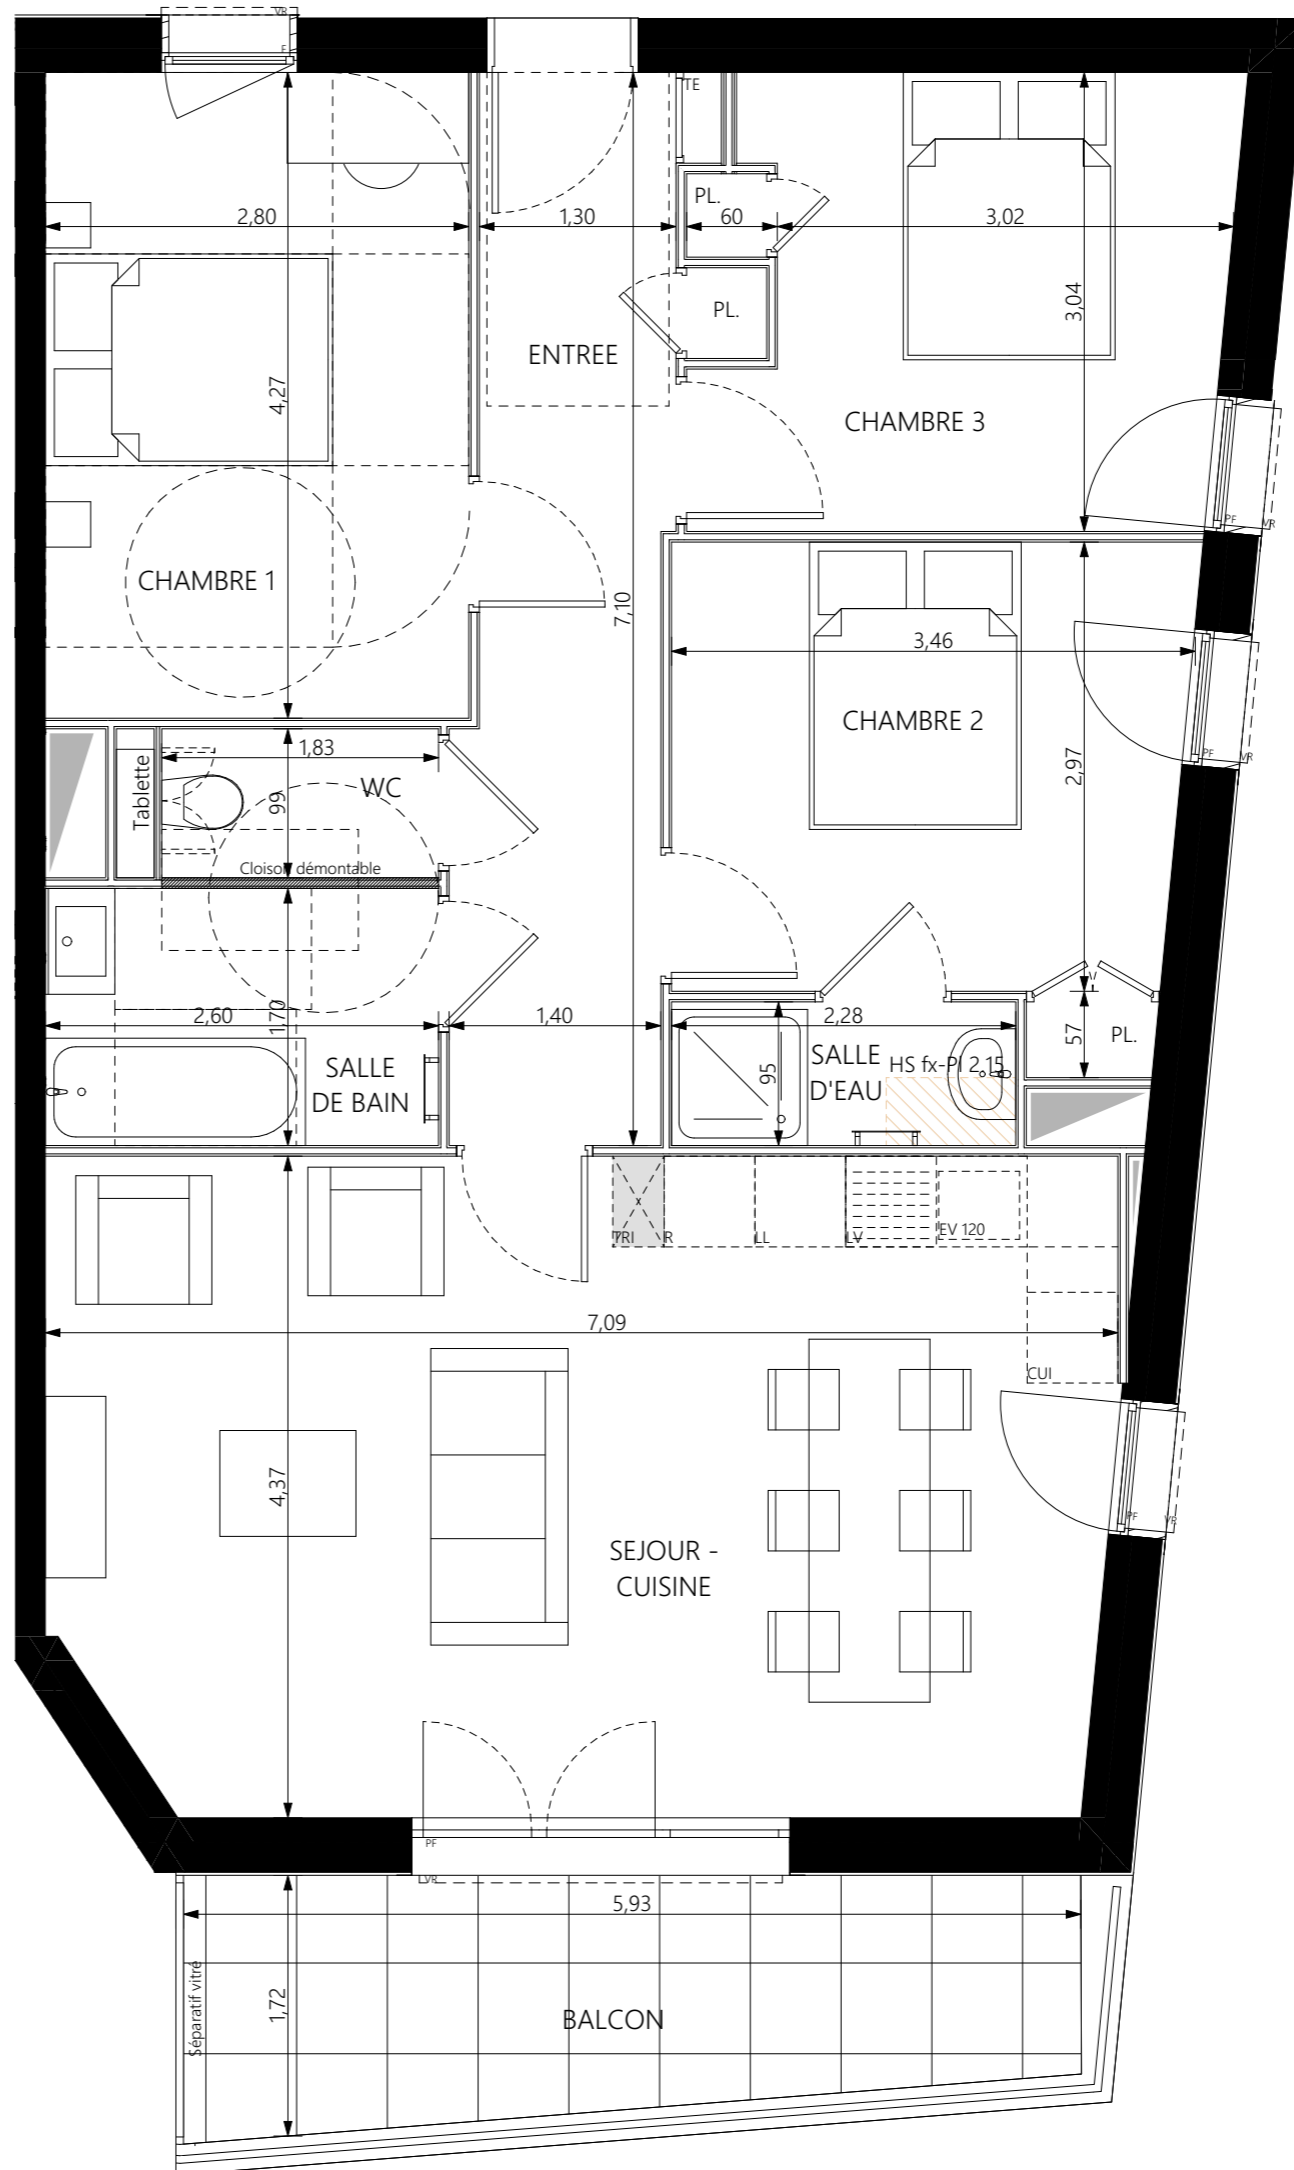 VR
F
TE
PL.
2,80
1,30
60
3,02
3,04
PL.
ENTREE
4,27
CHAMBRE 3
PF
VR
CHAMBRE 1
7,10
3,46
CHAMBRE 2
1,83
WC
Tablette
99
2,97
PF
VR
Cloison démontable
2,60
1,70
1,40
2,28
57
PL.
SALLE
DE BAIN
95
SALLE
D'EAU
HS fx-Pl 2,15
TRI
R
LL
LV
EV 120
7,09
CUI
4,37
SEJOUR -
CUISINE
PF
VR
PF
VR
5,93
Séparatif vitré
1,72
BALCON